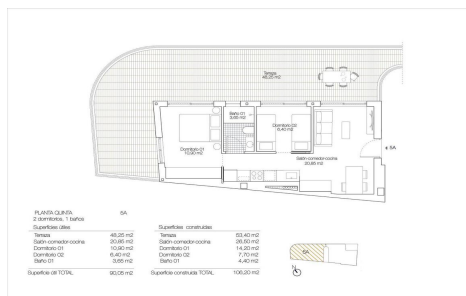 Terraza
48,25 m2
Baño 01
3,65 m2
Dormitorio 02
6,40 m2
Dormitorio 01
10,90 m2
Salón-comedor-cocina
20,85 m2
6A
PLANTA QUINTA 6A
2 dormitorios, 1 baños
Superficies útiles Superficies construidas
Terraza 48,25 m2 Terraza 53,40 m2
Salón-comedor-cocina 20,85 m2 Salón-comedor-cocina 26,50 m2
Dormitorio 01 10,90 m2 Dormitorio 01 14,20 m2
Dormitorio 02 6,40 m2 Dormitorio 02 7,70 m2
Baño 01 3,65 m2 Baño 01 4,40 m2
Superficie útil TOTAL 90,05 m2 Superficie construida TOTAL 106,20 m2
6A
N